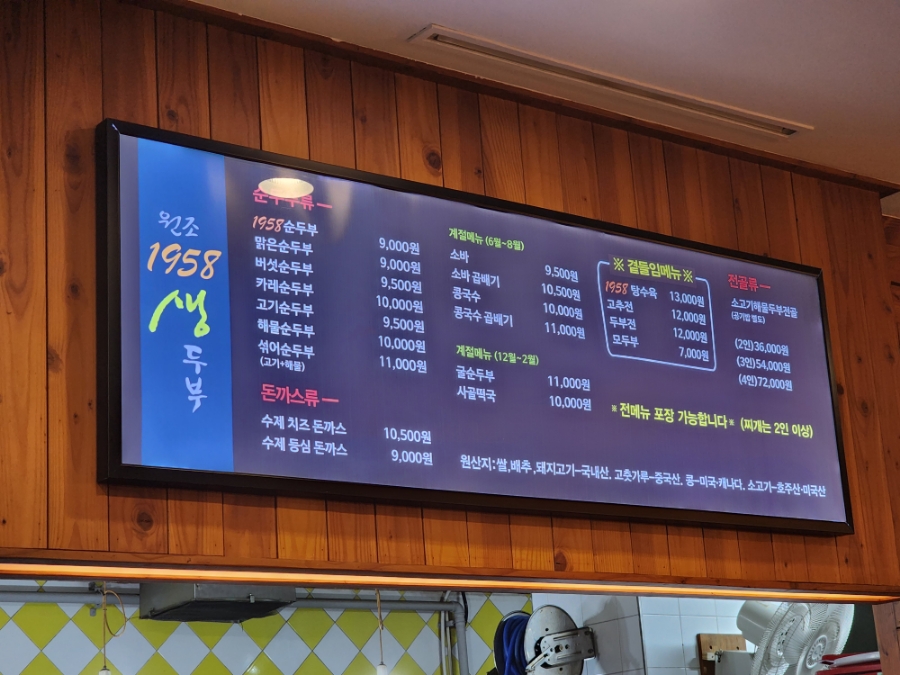 원조
1958
생
두부
순두부류 —
1958순두부 9,000원
맑은순두부 9,000원
버섯순두부 9,500원
카레순두부 10,000원
고기순두부 9,500원
해물순두부 10,000원
섞어순두부 11,000원
(고기+해물)
돈까스류 —
수제 치즈 돈까스 10,500원
수제 등심 돈까스 9,000원
계절메뉴 (6월~8월)
소바 9,500원
소바 곱배기 10,500원
콩국수 10,000원
콩국수 곱배기 11,000원
계절메뉴 (12월~2월)
굴순두부 11,000원
사골떡국 10,000원
※ 곁들임메뉴 ※
1958 탕수육 13,000원
고추전 12,000원
두부전 12,000원
모두부 7,000원
전골류 —
소고기해물두부전골
(공기밥 별도)
(2인)36,000원
(3인)54,000원
(4인)72,000원
※ 전메뉴 포장 가능합니다 ※ (찌개는 2인 이상)
원산지:쌀,배추,돼지고기-국내산. 고춧가루-중국산. 콩-미국·캐나다. 소고기-호주산·미국산